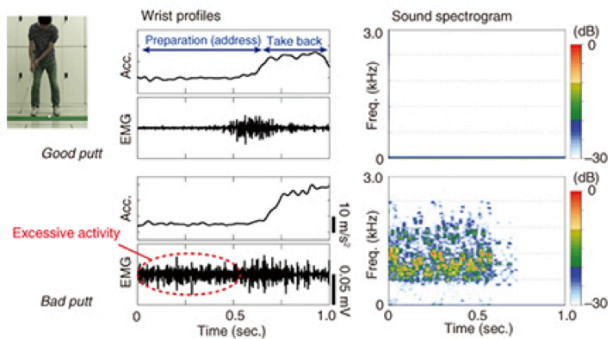 Wrist profiles
Sound spectrogram
Preparation (address) Take back
Acc.
EMG
Good putt
Freq. (kHz)
3.0
0
(dB)
0
−30
Acc.
10 m/s²
Excessive activity
EMG
0.05 mV
Bad putt
0 0.5 1.0
Time (sec.)
Freq. (kHz)
3.0
0
(dB)
0
−30
0 0.5 1.0
Time (sec.)